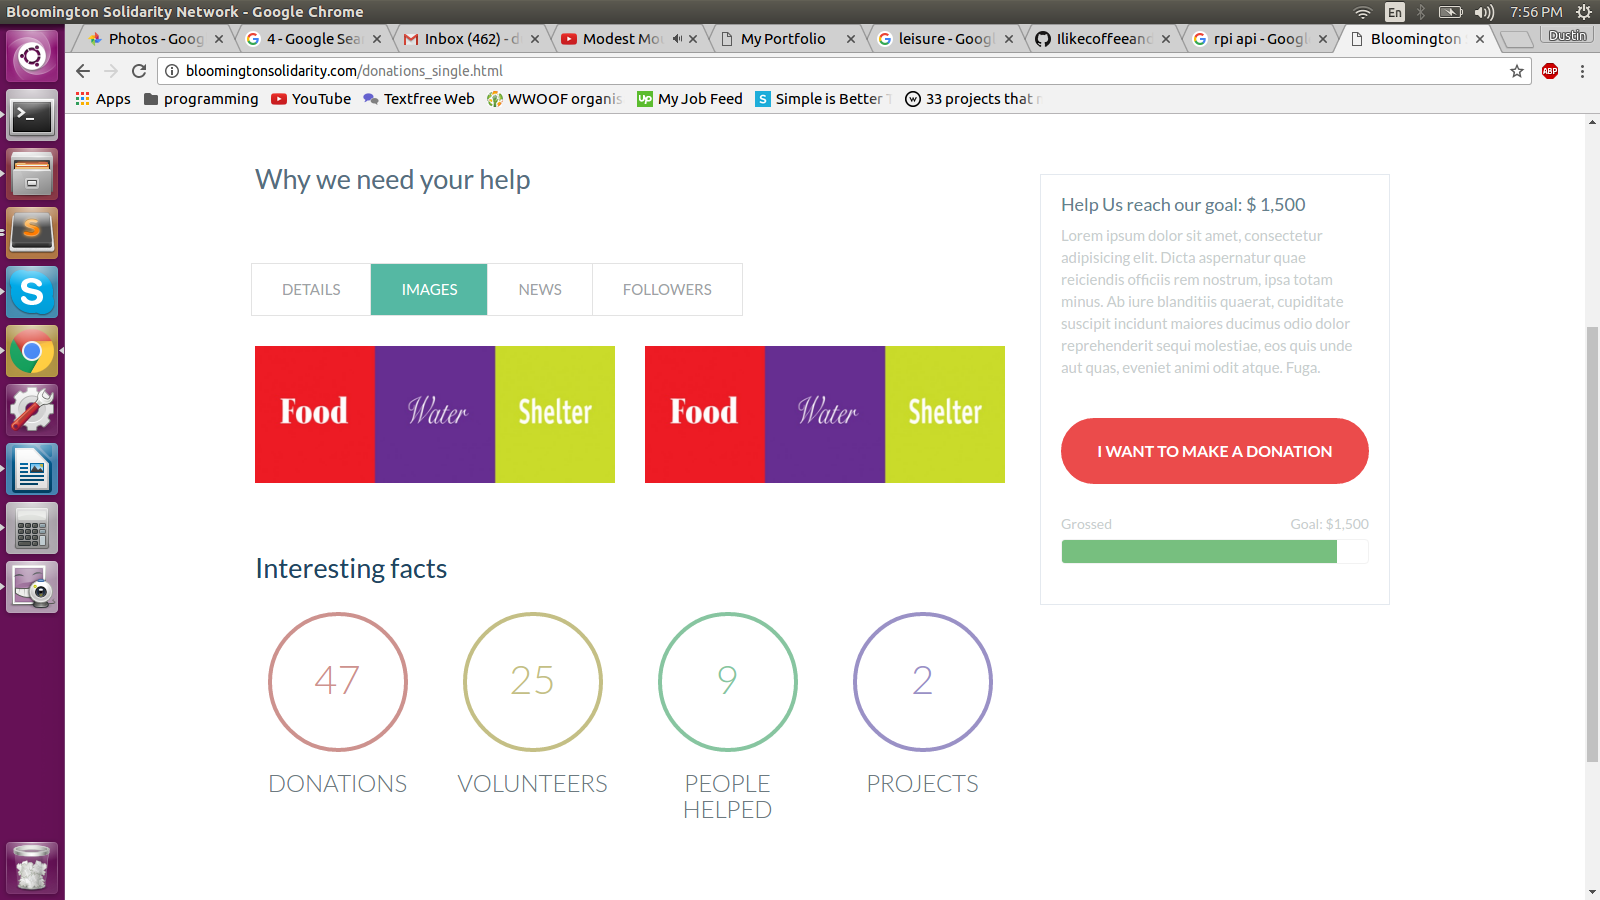 Bloomington Solidarity Network - Google Chrome
En
7:56 PM
Photos - Goog
4 - Google Sea
Inbox (462) - d
Modest Mou
My Portfolio
leisure - Googl
Ilikecoffeeand
rpi api - Google
Bloomington S
Dustin
bloomingtonsolidarity.com/donations_single.html
ABP
Apps
programming
YouTube
Textfree Web
WWOOF organis
Up
My Job Feed
S
Simple is Better T
W
33 projects that r
Why we need your help
DETAILS
IMAGES
NEWS
FOLLOWERS
Food
Water
Shelter
Food
Water
Shelter
Interesting facts
47
25
9
2
DONATIONS
VOLUNTEERS
PEOPLE
HELPED
PROJECTS
Help Us reach our goal: $ 1,500
Lorem ipsum dolor sit amet, consectetur
adipisicing elit. Dicta aspernatur quae
reiciendis officiis rem nostrum, ipsa totam
minus. Ab iure blanditiis quaerat, cupiditate
suscipit incidunt maiores ducimus odio dolor
reprehenderit sequi molestiae, eos quis unde
aut quas, eveniet animi odit atque. Fuga.
I WANT TO MAKE A DONATION
Grossed
Goal: $1,500